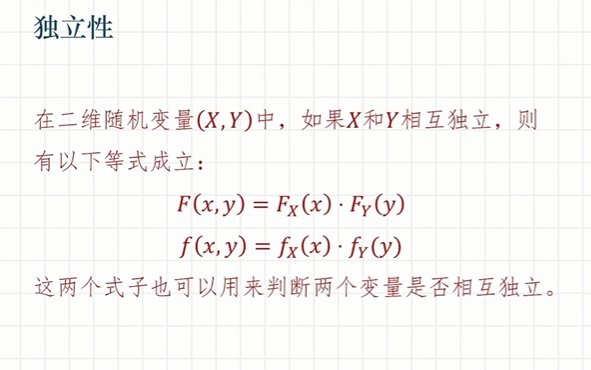 独立性
在二维随机变量(X,Y)中，如果X和Y相互独立，则
有以下等式成立：
F(x,y) = F_X(x) · F_Y(y)
f(x,y) = f_X(x) · f_Y(y)
这两个式子也可以用来判断两个变量是否相互独立。